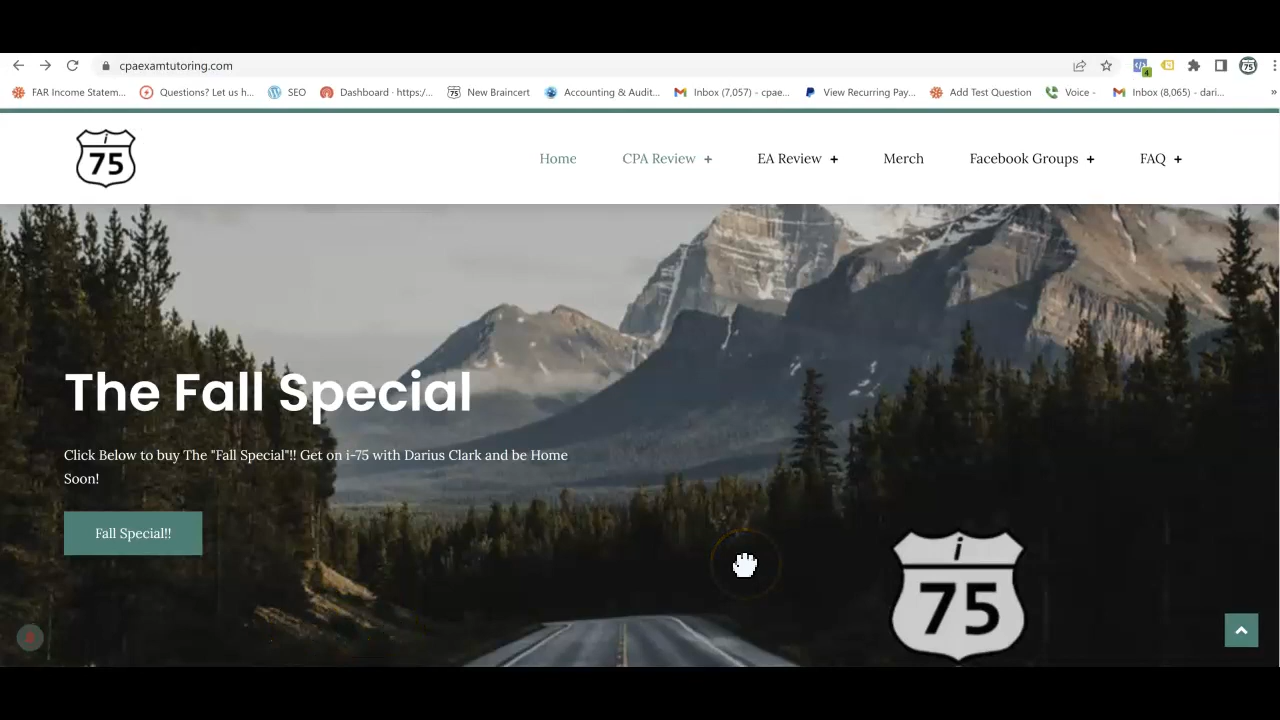 cpaexamtutoring.com
4
75
FAR Income Statem...
Questions? Let us h...
SEO
Dashboard · https:/...
75
New Braincert
Accounting & Audit...
Inbox (7,057) – cpae...
View Recurring Pay...
Add Test Question
Voice -
Inbox (8,065) - dari...
»
i
75
Home
CPA Review +
EA Review +
Merch
Facebook Groups +
FAQ +
The Fall Special
Click Below to buy The "Fall Special"!! Get on i-75 with Darius Clark and be Home
Soon!
Fall Special!!
i
75